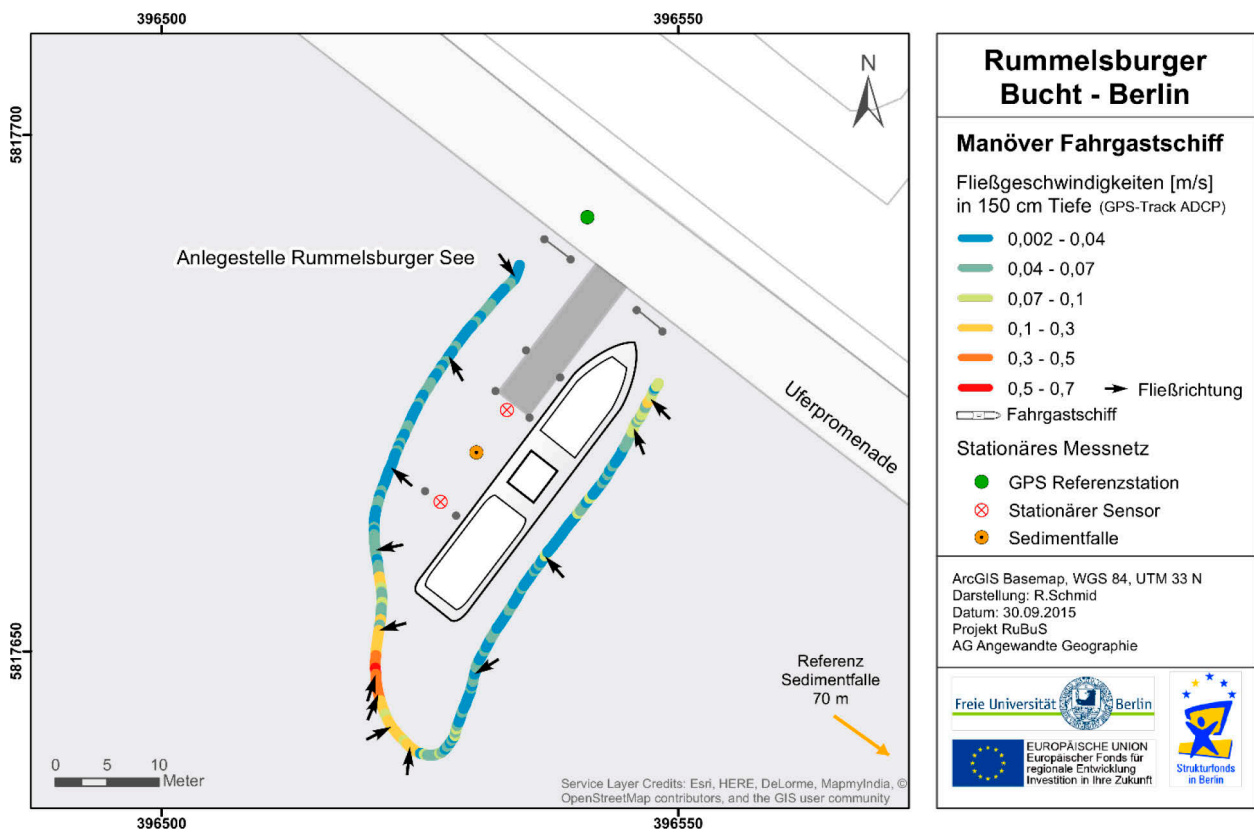 396500
396550
5817700
N
Anlegestelle Rummelsburger See
Uferpromenade
5817650
Referenz
Sedimentfalle
70 m
0 5 10
Meter
Service Layer Credits: Esri, HERE, DeLorme, MapmyIndia, ©
OpenStreetMap contributors, and the GIS user community
396500
396550
Rummelsburger
Bucht - Berlin
Manöver Fahrgastschiff
Fließgeschwindigkeiten [m/s]
in 150 cm Tiefe (GPS-Track ADCP)
0,002 - 0,04
0,04 - 0,07
0,07 - 0,1
0,1 - 0,3
0,3 - 0,5
0,5 - 0,7 Fließrichtung
Fahrgastschiff
Stationäres Messnetz
GPS Referenzstation
Stationärer Sensor
Sedimentfalle
ArcGIS Basemap, WGS 84, UTM 33 N
Darstellung: R.Schmid
Datum: 30.09.2015
Projekt RuBuS
AG Angewandte Geographie
Freie Universität Berlin
EUROPÄISCHE UNION
Europäischer Fonds für
regionale Entwicklung
Investition in Ihre Zukunft
Strukturfonds
in Berlin